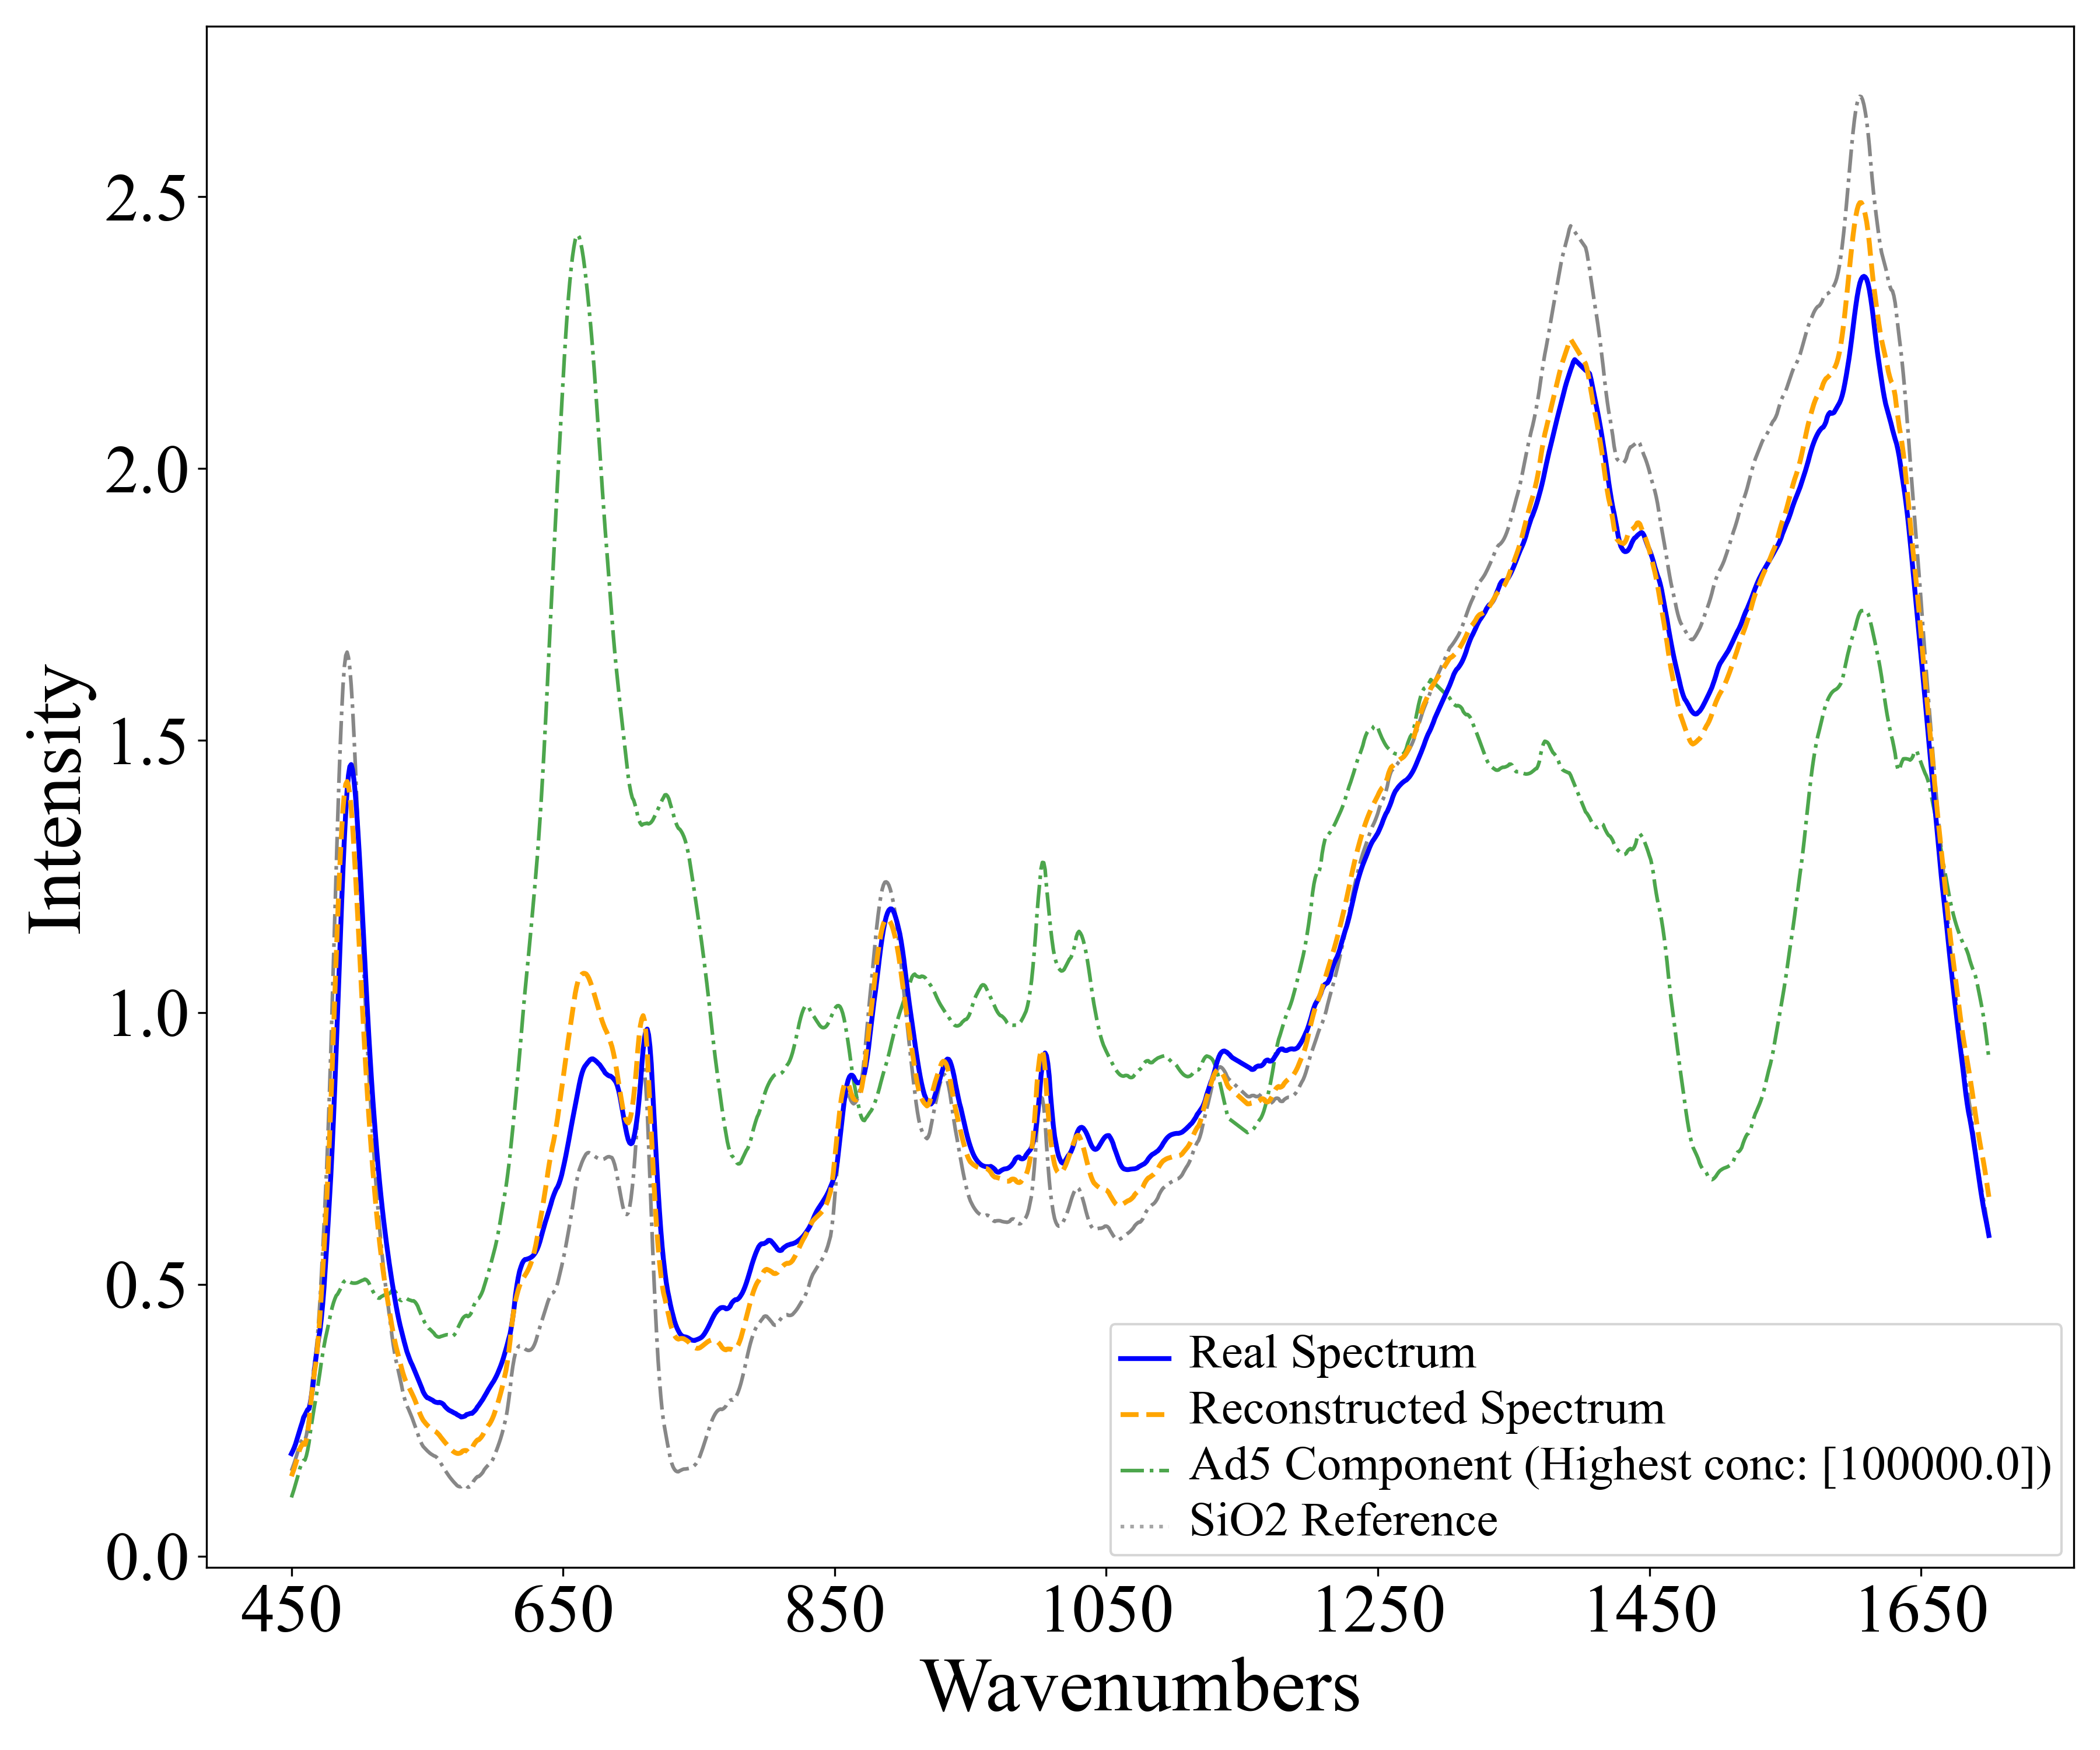 2.5
2.0
1.5
1.0
0.5
0.0
Intensity
450 650 850 1050 1250 1450 1650
Wavenumbers
Real Spectrum
Reconstructed Spectrum
Ad5 Component (Highest conc: [100000.0])
SiO2 Reference